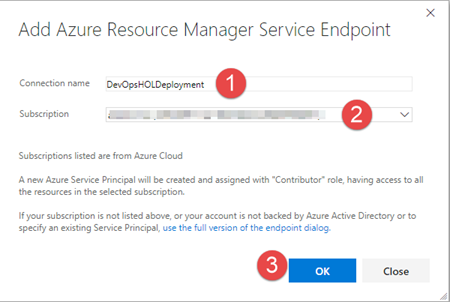 Add Azure Resource Manager Service Endpoint
Connection name DevOpsHOLDeployment 1
Subscription 2
Subscriptions listed are from Azure Cloud
A new Azure Service Principal will be created and assigned with "Contributor" role, having access to all
the resources in the selected subscription.
If your subscription is not listed above, or your account is not backed by Azure Active Directory or to
specify an existing Service Principal, use the full version of the endpoint dialog.
3 OK Close